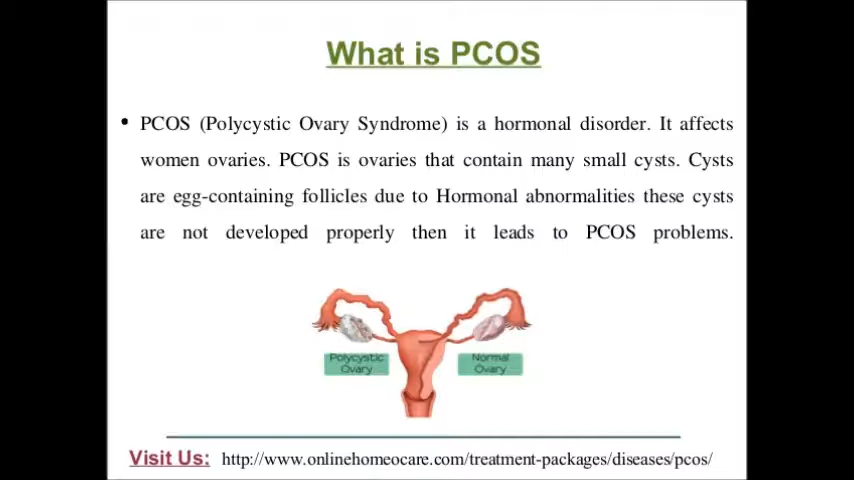 What is PCOS
• PCOS (Polycystic Ovary Syndrome) is a hormonal disorder. It affects
women ovaries. PCOS is ovaries that contain many small cysts. Cysts
are egg-containing follicles due to Hormonal abnormalities these cysts
are not developed properly then it leads to PCOS problems.
Polycystic
Ovary
Normal
Ovary
Visit Us: http://www.onlinehomeocare.com/treatment-packages/diseases/pcos/